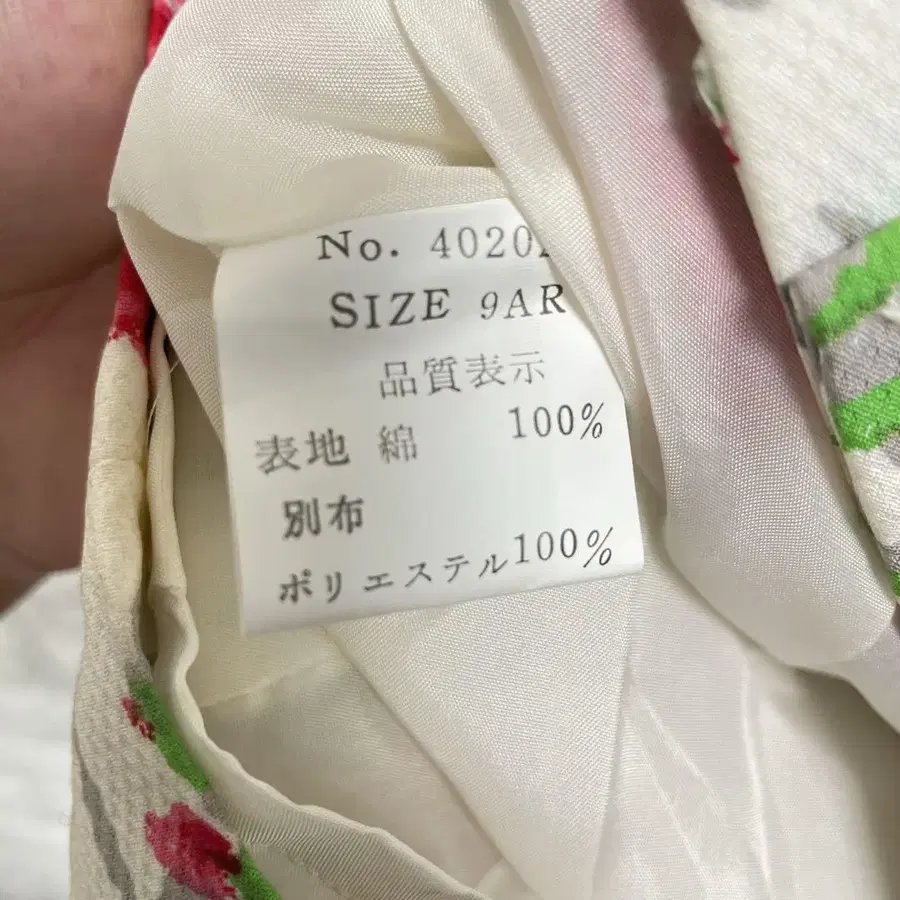 No. 4020
SIZE 9AR
品質表示
表地 綿 100%
別布
ポリエステル100%